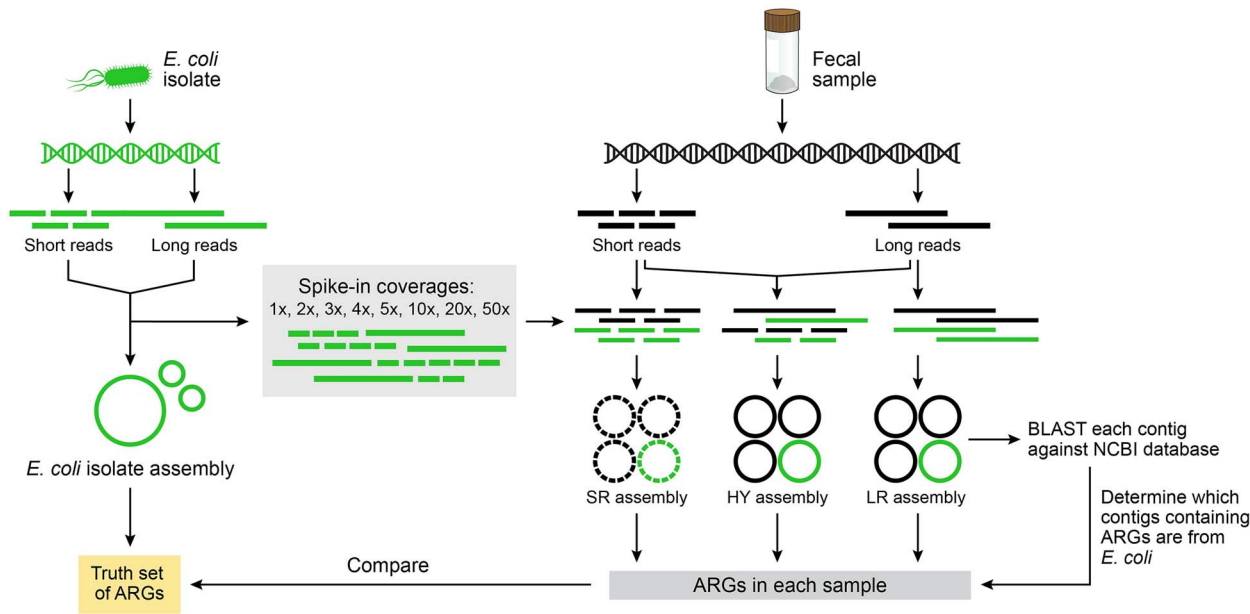 E. coli
isolate
Fecal
sample
Short reads
Long reads
Short reads
Long reads
Spike-in coverages:
1x, 2x, 3x, 4x, 5x, 10x, 20x, 50x
E. coli isolate assembly
SR assembly
HY assembly
LR assembly
BLAST each contig
against NCBI database
Determine which
contigs containing
ARGs are from
E. coli
Truth set
of ARGs
Compare
ARGs in each sample